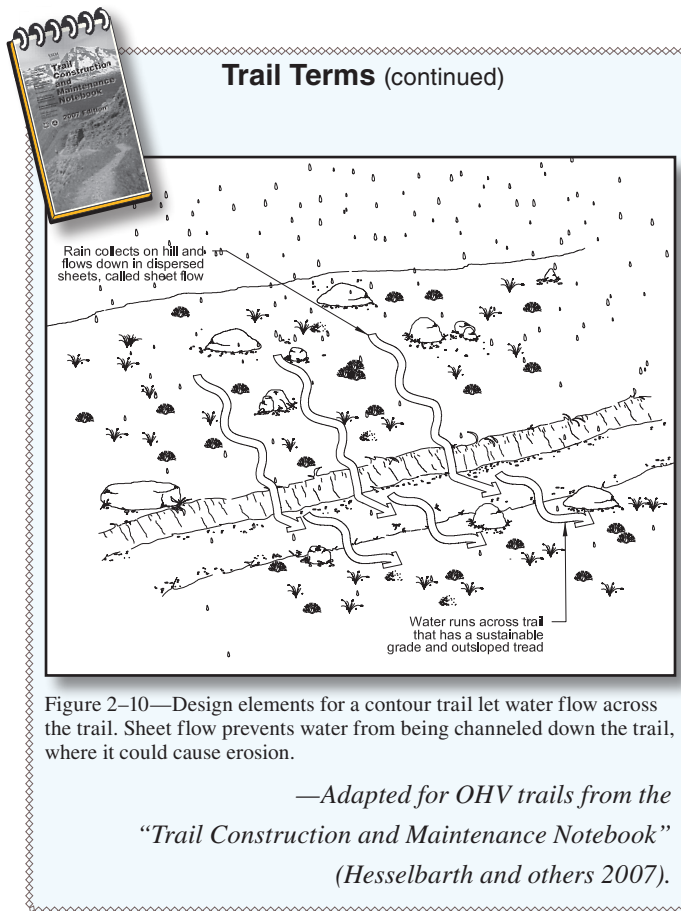 Trail
Construction
and
Maintenance
Notebook
2007 Edition
Trail Terms (continued)
Rain collects on hill and
flows down in dispersed
sheets, called sheet flow
Water runs across trail
that has a sustainable
grade and outsloped tread
Figure 2–10—Design elements for a contour trail let water flow across
the trail. Sheet flow prevents water from being channeled down the trail,
where it could cause erosion.
—Adapted for OHV trails from the
“Trail Construction and Maintenance Notebook”
(Hesselbarth and others 2007).